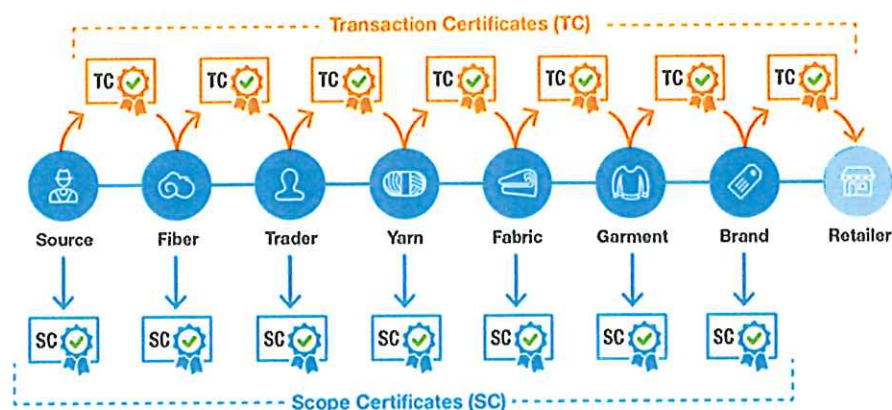 Transaction Certificates (TC)
TC TC TC TC TC TC TC
Source Fiber Trader Yarn Fabric Garment Brand Retailer
SC SC SC SC SC SC SC
Scope Certificates (SC)